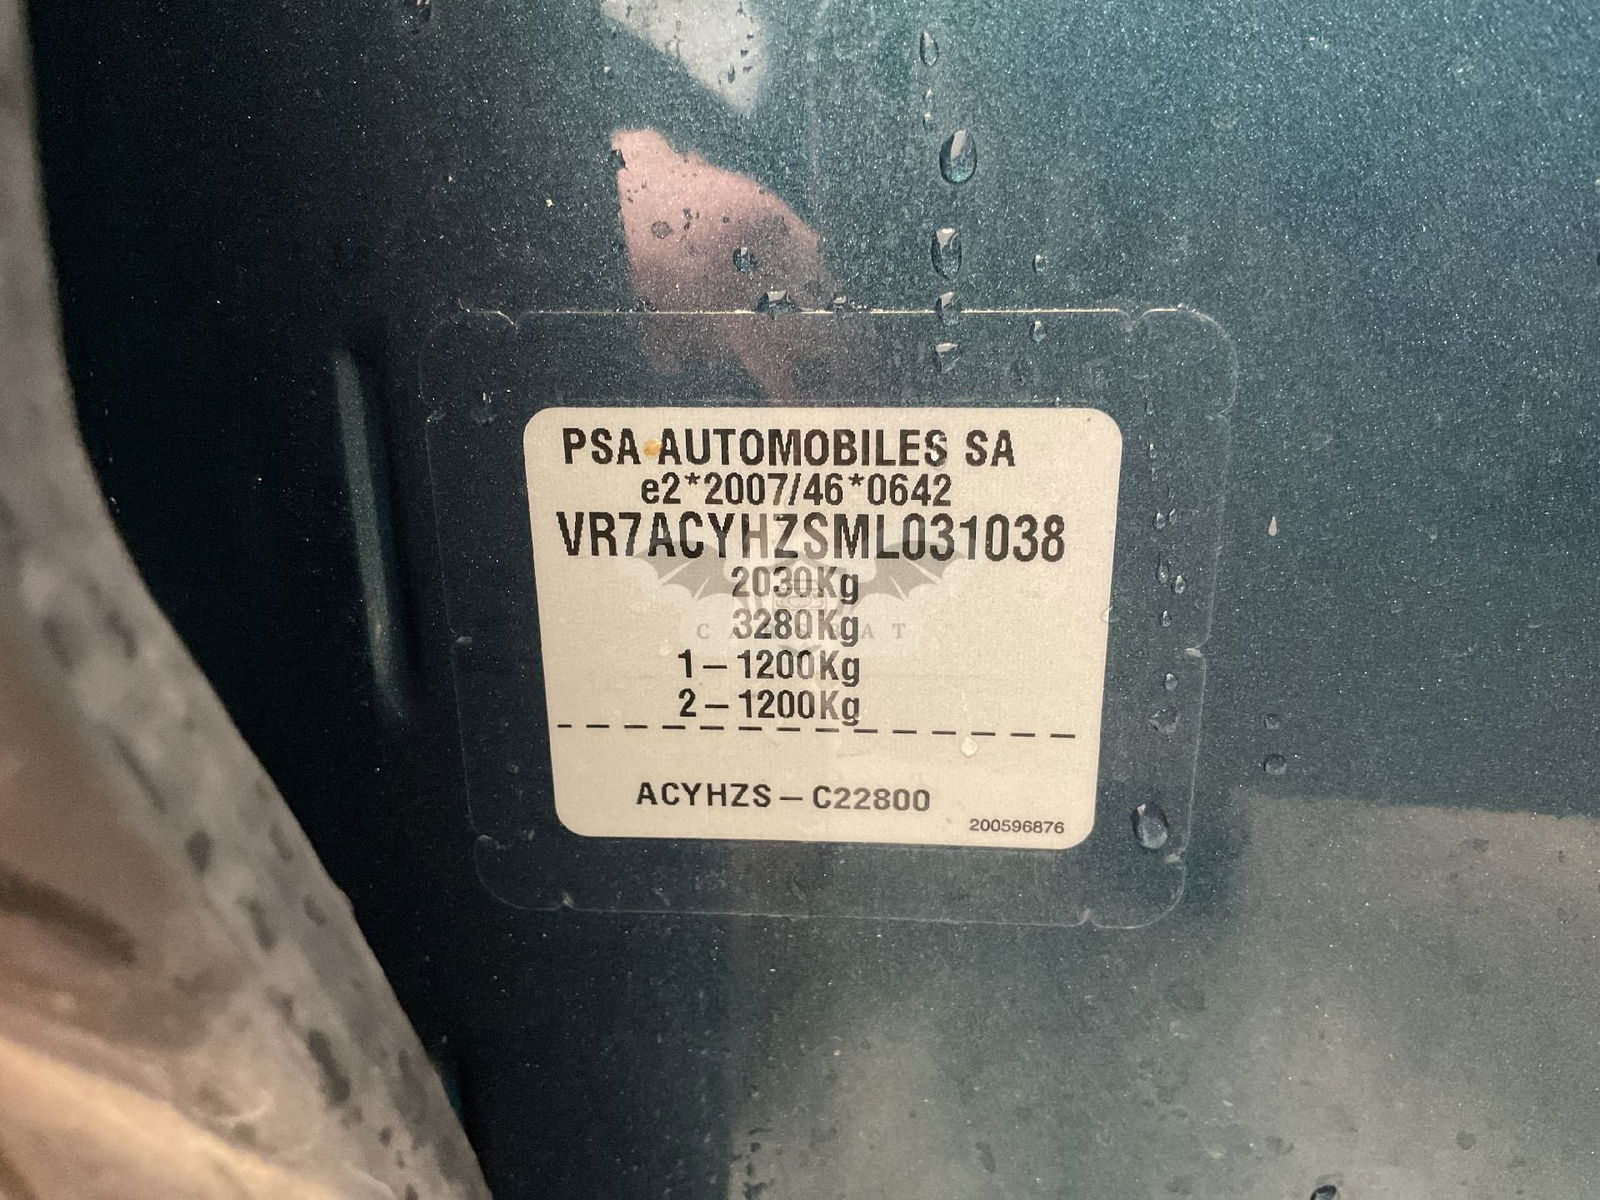 PSA AUTOMOBILES SA
e2*2007/46*0642
VR7ACYHZSML031038
2030Kg
3280Kg
1-1200Kg
2-1200Kg
ACYHZS-C22800
200596876